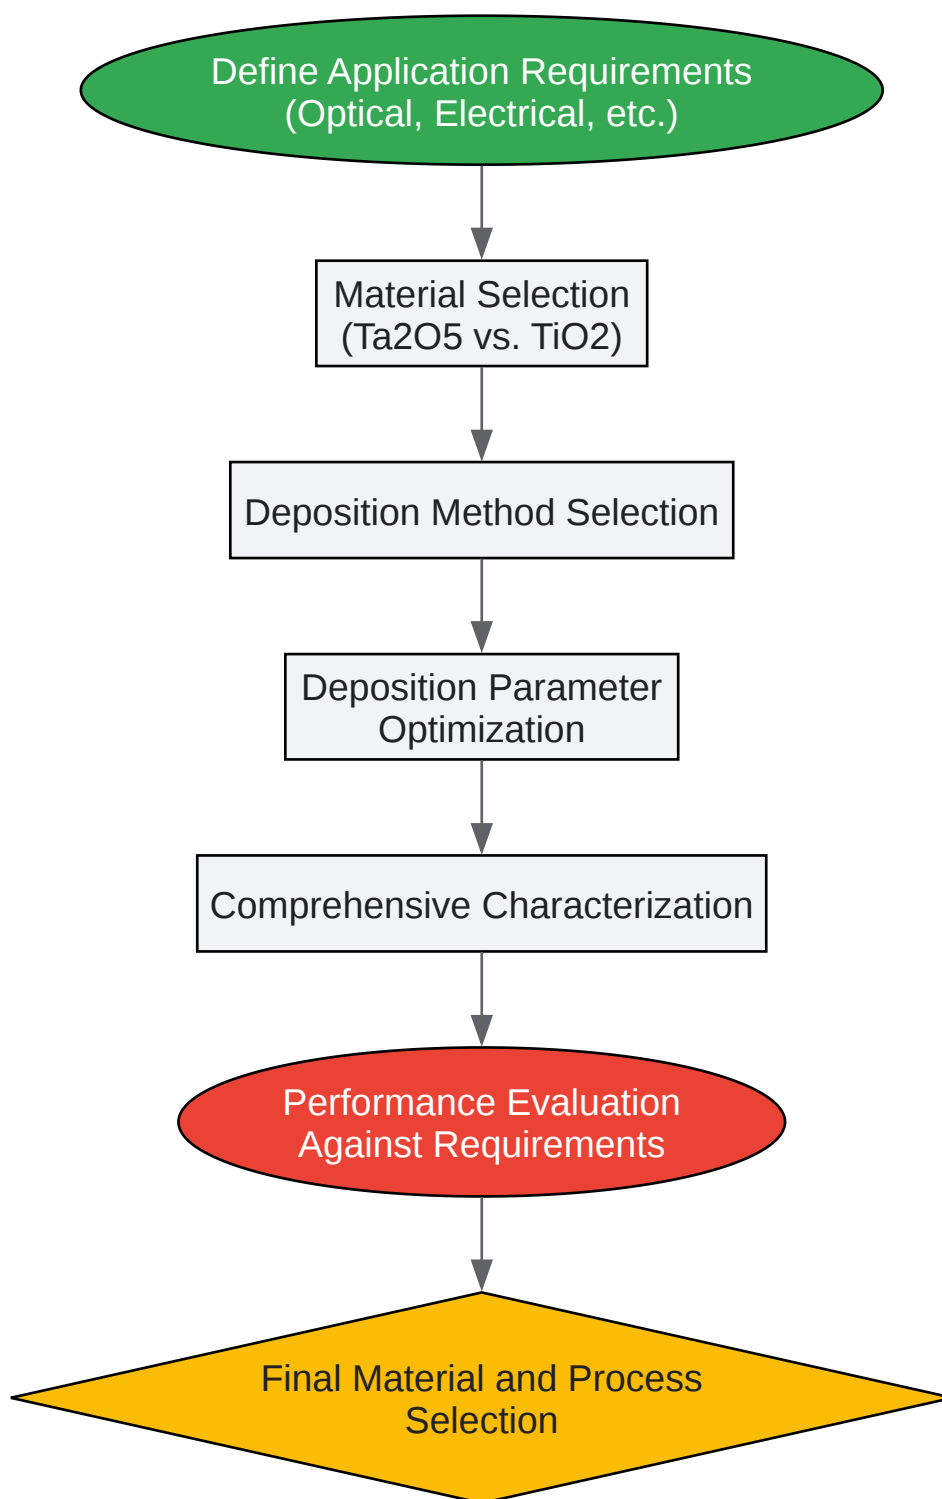 Define Application Requirements
(Optical, Electrical, etc.)
Material Selection
(Ta2O5 vs. TiO2)
Deposition Method Selection
Deposition Parameter
Optimization
Comprehensive Characterization
Performance Evaluation
Against Requirements
Final Material and Process
Selection